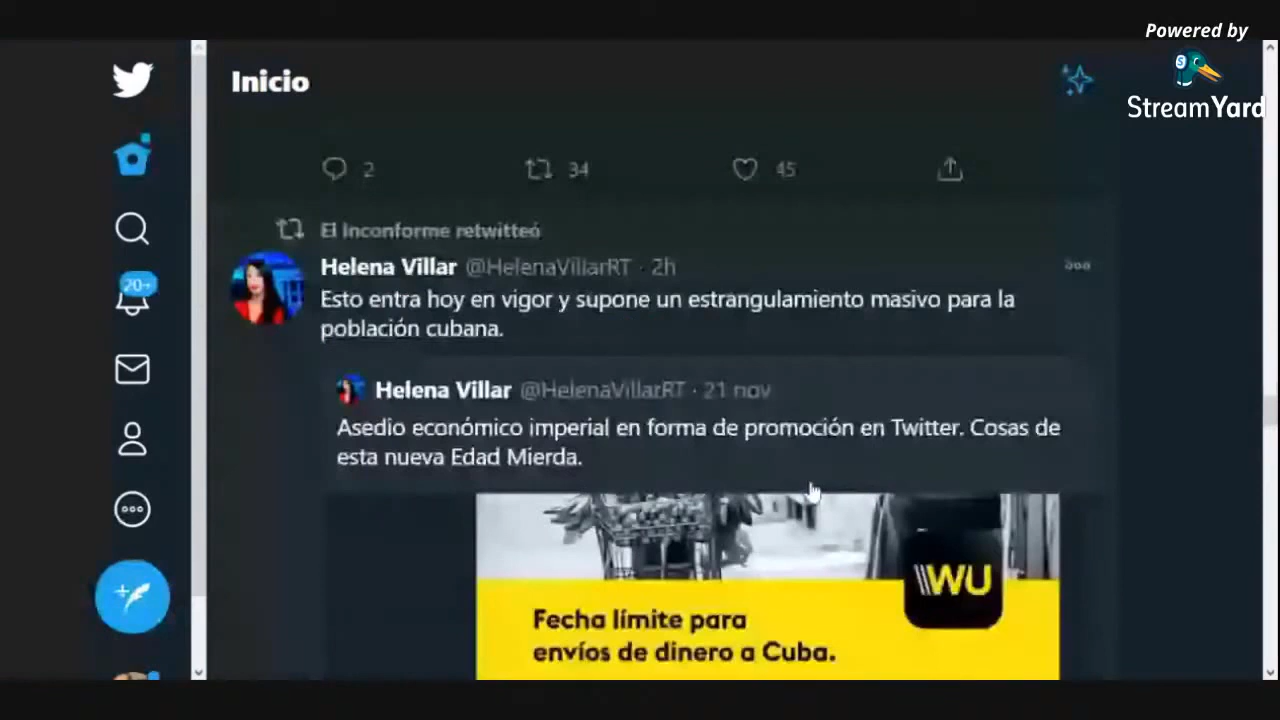 Powered by
StreamYard
Inicio
2
34
45
El Inconforme retwitteó
Helena Villar @HelenaVillarRT · 2h
Esto entra hoy en vigor y supone un estrangulamiento masivo para la
población cubana.
20+
Helena Villar @HelenaVillarRT · 21 nov
Asedio económico imperial en forma de promoción en Twitter. Cosas de
esta nueva Edad Mierda.
WU
Fecha límite para
envíos de dinero a Cuba.